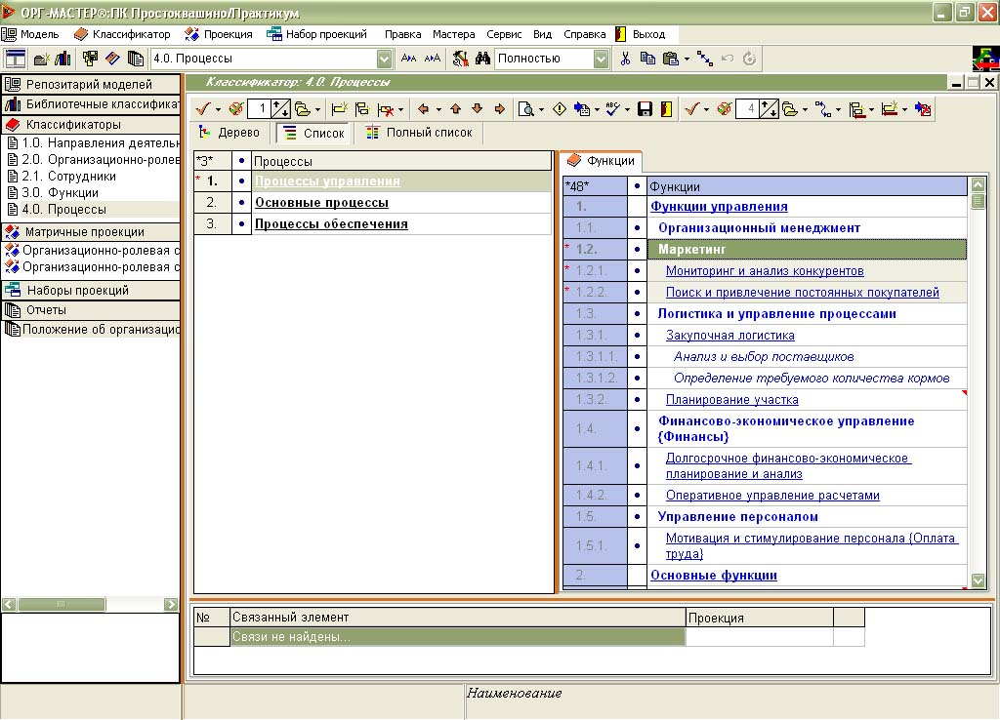 ОРГ-МАСТЕР®:ПК Простоквашино/Практикум
Модель Классификатор Проекция Набор проекций Правка Мастера Сервис Вид Справка Выход
4.0. Процессы Полностью
Репозитарий моделей
Библиотечные классифика
Классификаторы
1.0. Направления деятельн
2.0. Организационно-ролев
2.1. Сотрудники
3.0. Функции
4.0. Процессы
Матричные проекции
Организационно-ролевая с
Организационно-ролевая с
Наборы проекций
Отчеты
Положение об организацио
Классификатор: 4.0. Процессы
1 4
Дерево Список Полный список
*3* • Процессы
* 1. • Процессы управления
2. • Основные процессы
3. • Процессы обеспечения
Функции
*48* • Функции
1. Функции управления
1.1. • Организационный менеджмент
* 1.2. • Маркетинг
* 1.2.1. • Мониторинг и анализ конкурентов
* 1.2.2. • Поиск и привлечение постоянных покупателей
1.3. • Логистика и управление процессами
1.3.1. • Закупочная логистика
1.3.1.1. • Анализ и выбор поставщиков
1.3.1.2. • Определение требуемого количества кормов
1.3.2. • Планирование участка
1.4. • Финансово-экономическое управление
{Финансы}
1.4.1. • Долгосрочное финансово-экономическое
планирование и анализ
1.4.2. • Оперативное управление расчетами
1.5. • Управление персоналом
1.5.1. • Мотивация и стимулирование персонала {Оплата
труда}
2. Основные функции
№ Связанный элемент Проекция
Связи не найдены...
Наименование